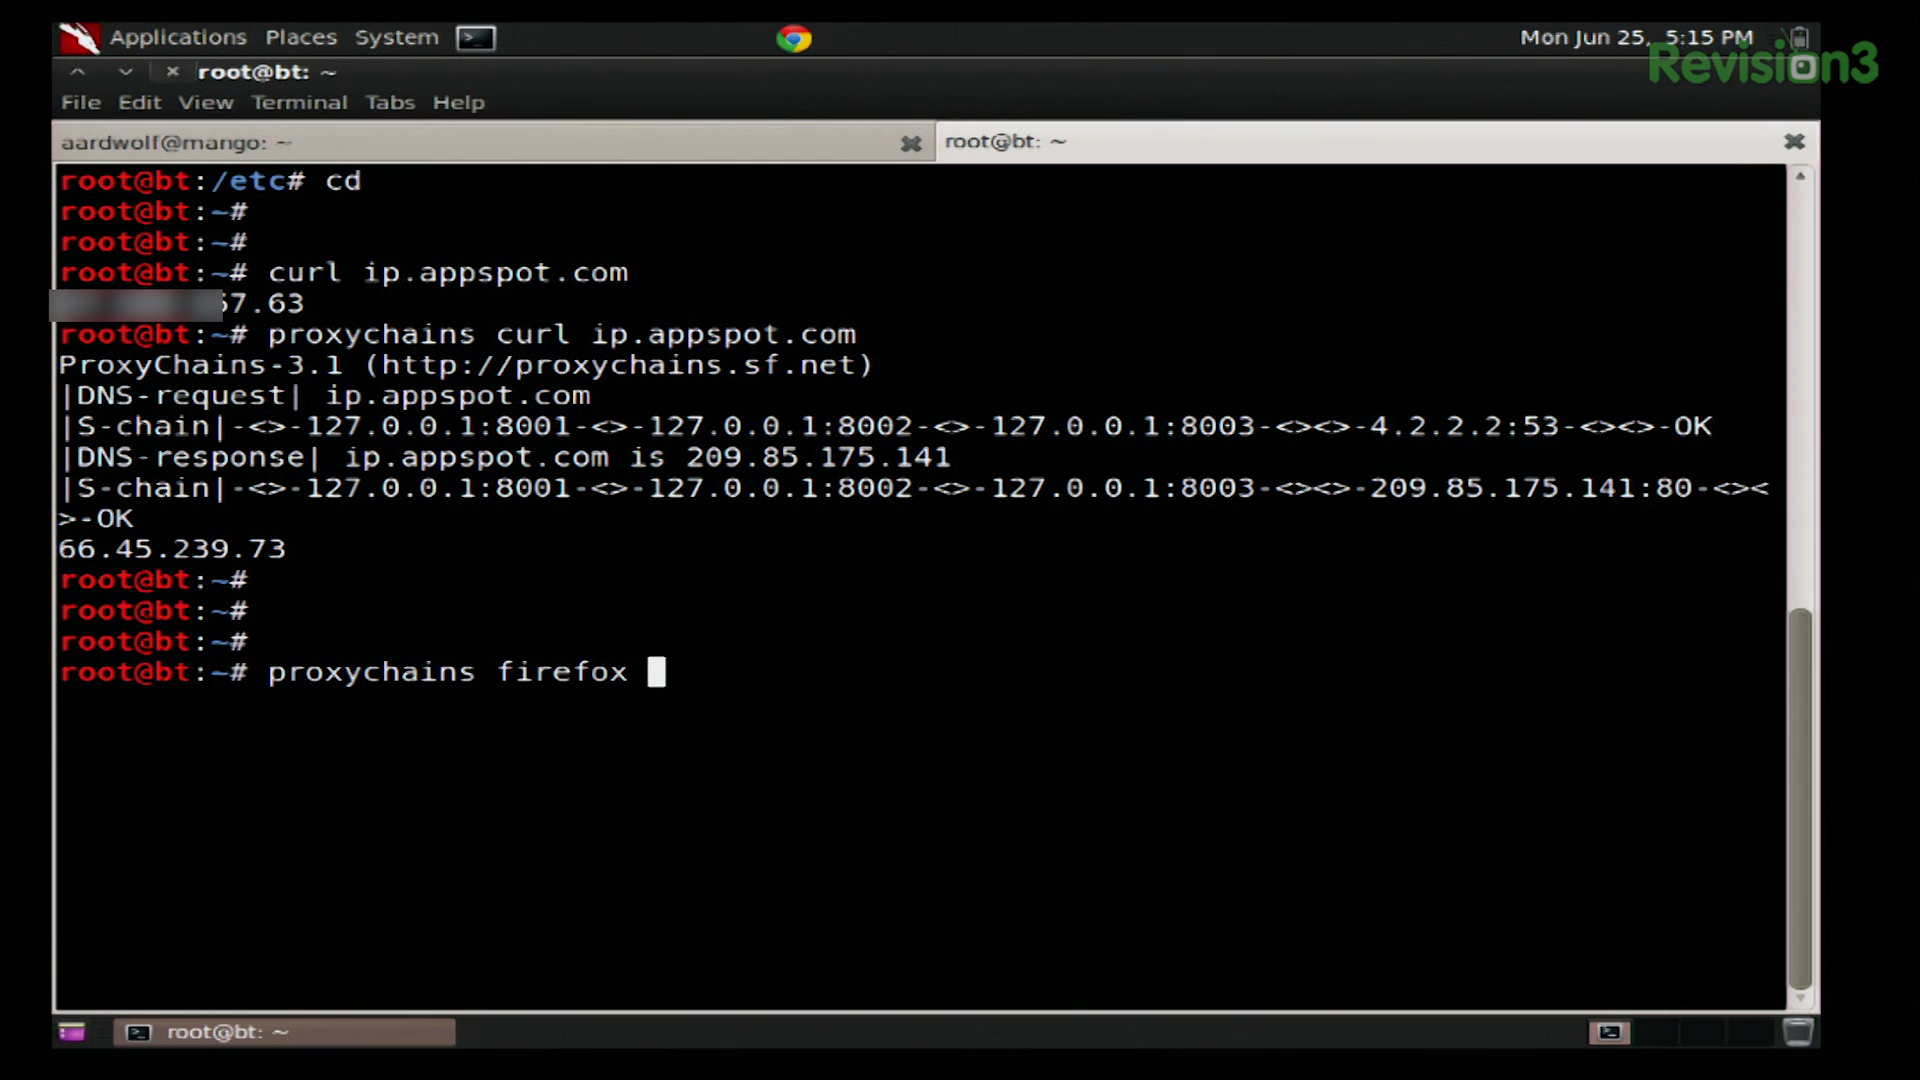 Applications Places System
Mon Jun 25, 5:15 PM
Revision3
root@bt: ~
File Edit View Terminal Tabs Help
aardwolf@mango: ~
root@bt: ~
root@bt:/etc# cd
root@bt:~#
root@bt:~#
root@bt:~# curl ip.appspot.com
57.63
root@bt:~# proxychains curl ip.appspot.com
ProxyChains-3.1 (http://proxychains.sf.net)
|DNS-request| ip.appspot.com
|S-chain|-<>-127.0.0.1:8001-<>-127.0.0.1:8002-<>-127.0.0.1:8003-<><>-4.2.2.2:53-<><>-OK
|DNS-response| ip.appspot.com is 209.85.175.141
|S-chain|-<>-127.0.0.1:8001-<>-127.0.0.1:8002-<>-127.0.0.1:8003-<><>-209.85.175.141:80-<><
>-OK
66.45.239.73
root@bt:~#
root@bt:~#
root@bt:~#
root@bt:~# proxychains firefox
root@bt: ~